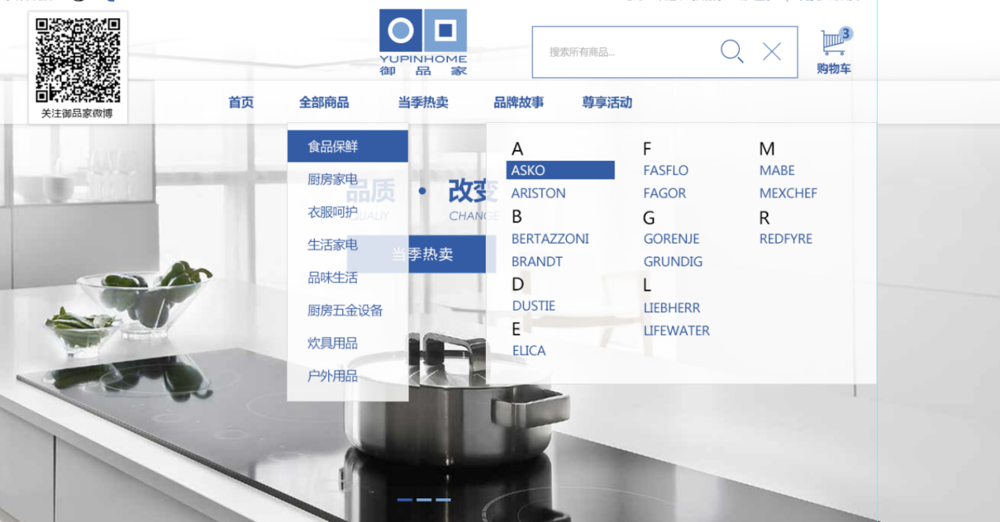 YUPINHOME
御品家
搜索所有商品...
3
购物车
关注御品家微博
首页 全部商品 当季热卖 品牌故事 尊享活动
食品保鲜
厨房家电
衣服呵护
生活家电
品味生活
厨房五金设备
炊具用品
户外用品
品质 · 改变
QUALIY CHANGE
当季热卖
A
ASKO
ARISTON
B
BERTAZZONI
BRANDT
D
DUSTIE
E
ELICA
F
FASFLO
FAGOR
G
GORENJE
GRUNDIG
L
LIEBHERR
LIFEWATER
M
MABE
MEXCHEF
R
REDFYRE